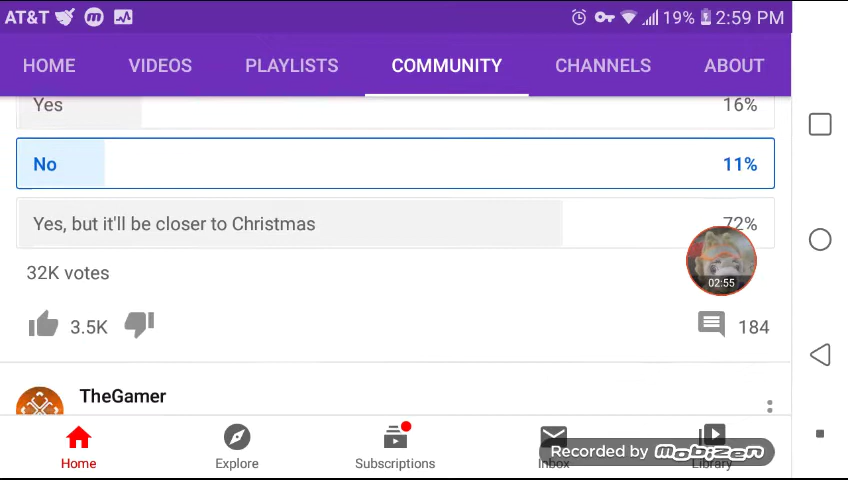 AT&T 19% 2:59 PM
HOME VIDEOS PLAYLISTS COMMUNITY CHANNELS ABOUT
Yes 16%
No 11%
Yes, but it'll be closer to Christmas 72%
02:55
32K votes
3.5K 184
TheGamer
Home Explore Subscriptions Inbox Library
Recorded by mobizen